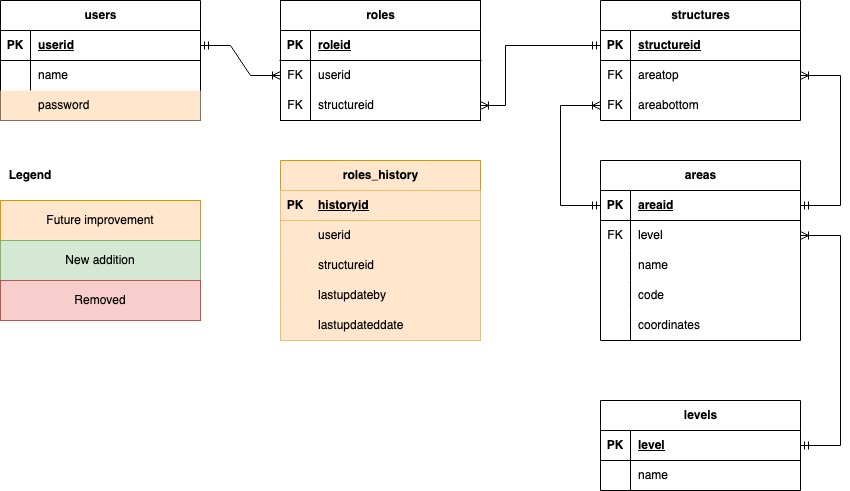 users
PK userid
name
password
roles
PK roleid
FK userid
FK structureid
structures
PK structureid
FK areatop
FK areabottom
Legend
Future improvement
New addition
Removed
roles_history
PK historyid
userid
structureid
lastupdateby
lastupdateddate
areas
PK areaid
FK level
name
code
coordinates
levels
PK level
name